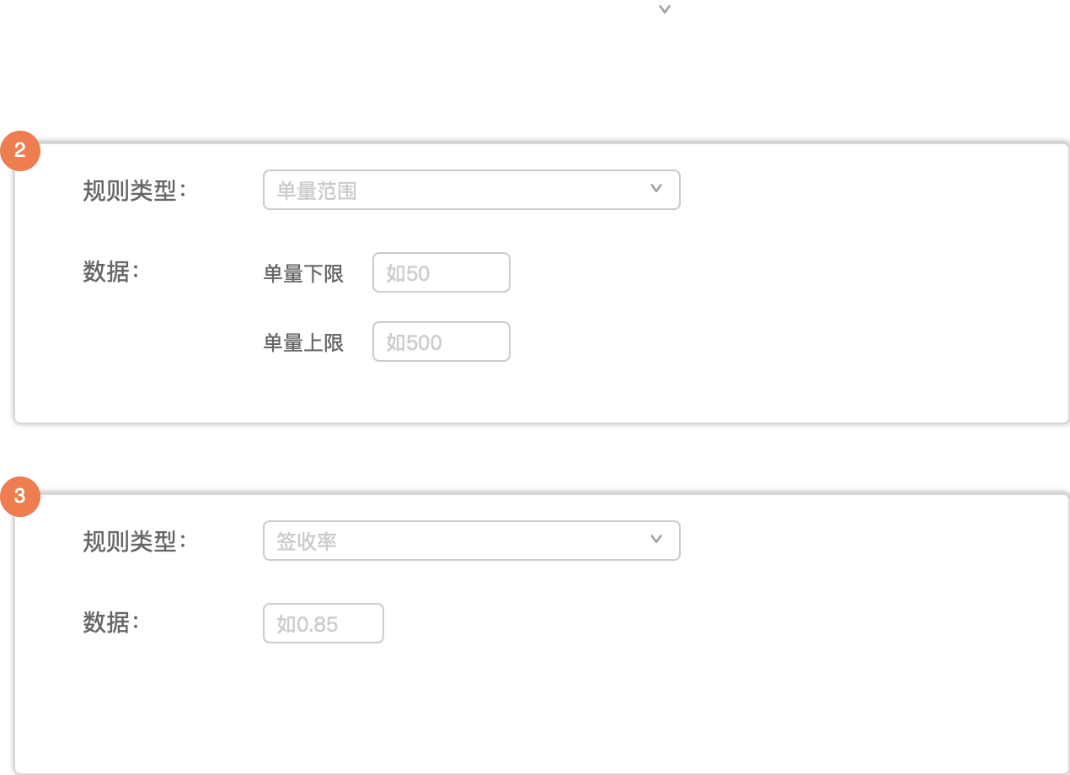 2
规则类型：
单量范围
数据：
单量下限
如50
单量上限
如500
3
规则类型：
签收率
数据：
如0.85